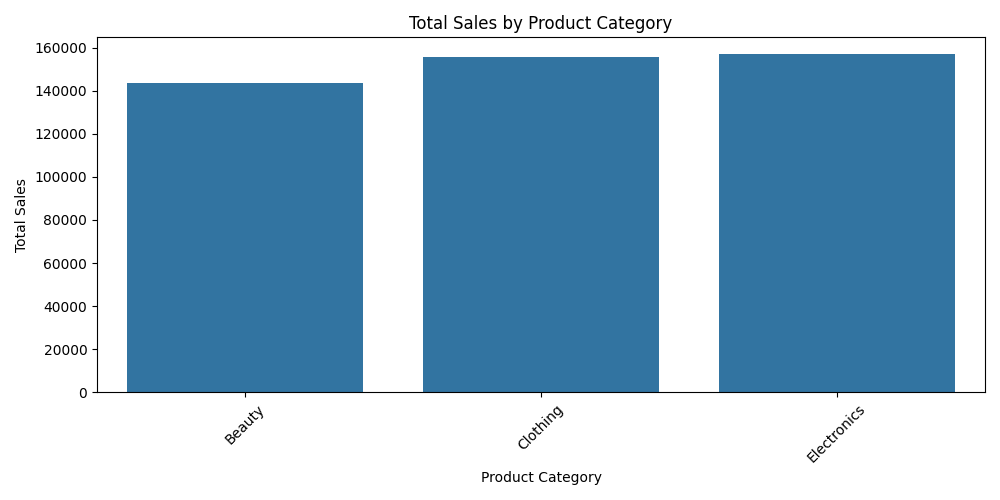 Total Sales by Product Category
Total Sales
160000
140000
120000
100000
80000
60000
40000
20000
0
Beauty
Clothing
Electronics
Product Category